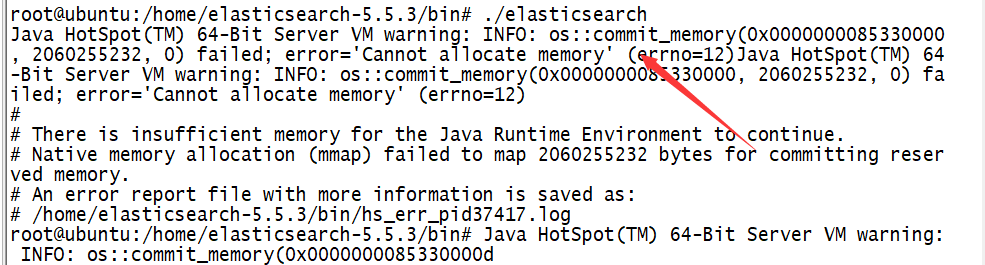 root@ubuntu:/home/elasticsearch-5.5.3/bin# ./elasticsearch
Java HotSpot(TM) 64-Bit Server VM warning: INFO: os::commit_memory(0x0000000085330000
, 2060255232, 0) failed; error='Cannot allocate memory' (errno=12)Java HotSpot(TM) 64
-Bit Server VM warning: INFO: os::commit_memory(0x0000000085330000, 2060255232, 0) fa
iled; error='Cannot allocate memory' (errno=12)
#
# There is insufficient memory for the Java Runtime Environment to continue.
# Native memory allocation (mmap) failed to map 2060255232 bytes for committing reser
ved memory.
# An error report file with more information is saved as:
# /home/elasticsearch-5.5.3/bin/hs_err_pid37417.log
root@ubuntu:/home/elasticsearch-5.5.3/bin# Java HotSpot(TM) 64-Bit Server VM warning:
 INFO: os::commit_memory(0x0000000085330000d